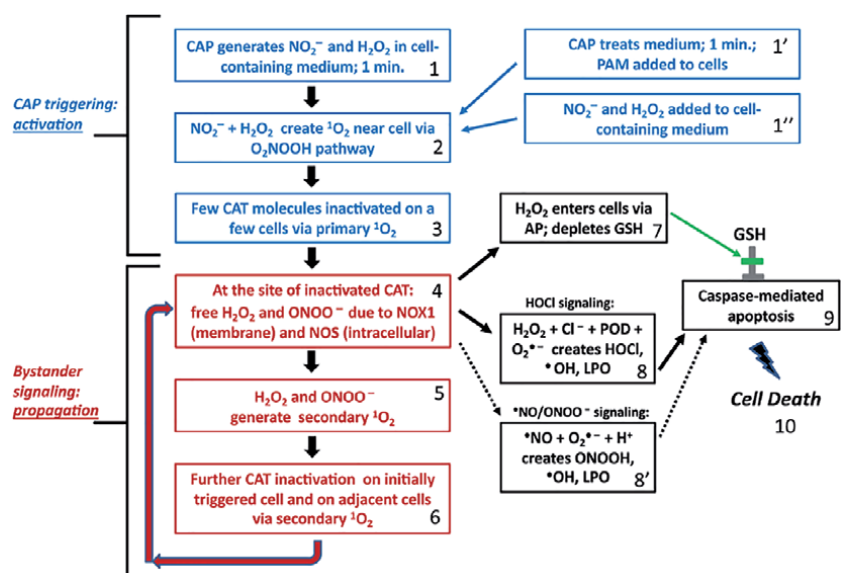 CAP generates NO₂⁻ and H₂O₂ in cell-
containing medium; 1 min.
1
CAP treats medium; 1 min.;
PAM added to cells
1′
CAP triggering:
activation
NO₂⁻ + H₂O₂ create ¹O₂ near cell via
O₂NOOH pathway
2
NO₂⁻ and H₂O₂ added to cell-
containing medium
1′′
Few CAT molecules inactivated on a
few cells via primary ¹O₂
3
H₂O₂ enters cells via
AP; depletes GSH
7
GSH
At the site of inactivated CAT:
free H₂O₂ and ONOO⁻ due to NOX1
(membrane) and NOS (intracellular)
4
HOCl signaling:
H₂O₂ + Cl⁻ + POD +
O₂•⁻ creates HOCl,
•OH, LPO
8
Caspase-mediated
apoptosis
9
Bystander
signaling:
propagation
H₂O₂ and ONOO⁻
generate secondary ¹O₂
5
•NO/ONOO⁻ signaling:
•NO + O₂•⁻ + H⁺
creates ONOOH,
•OH, LPO
8′
Cell Death
10
Further CAT inactivation on initially
triggered cell and on adjacent cells
via secondary ¹O₂
6